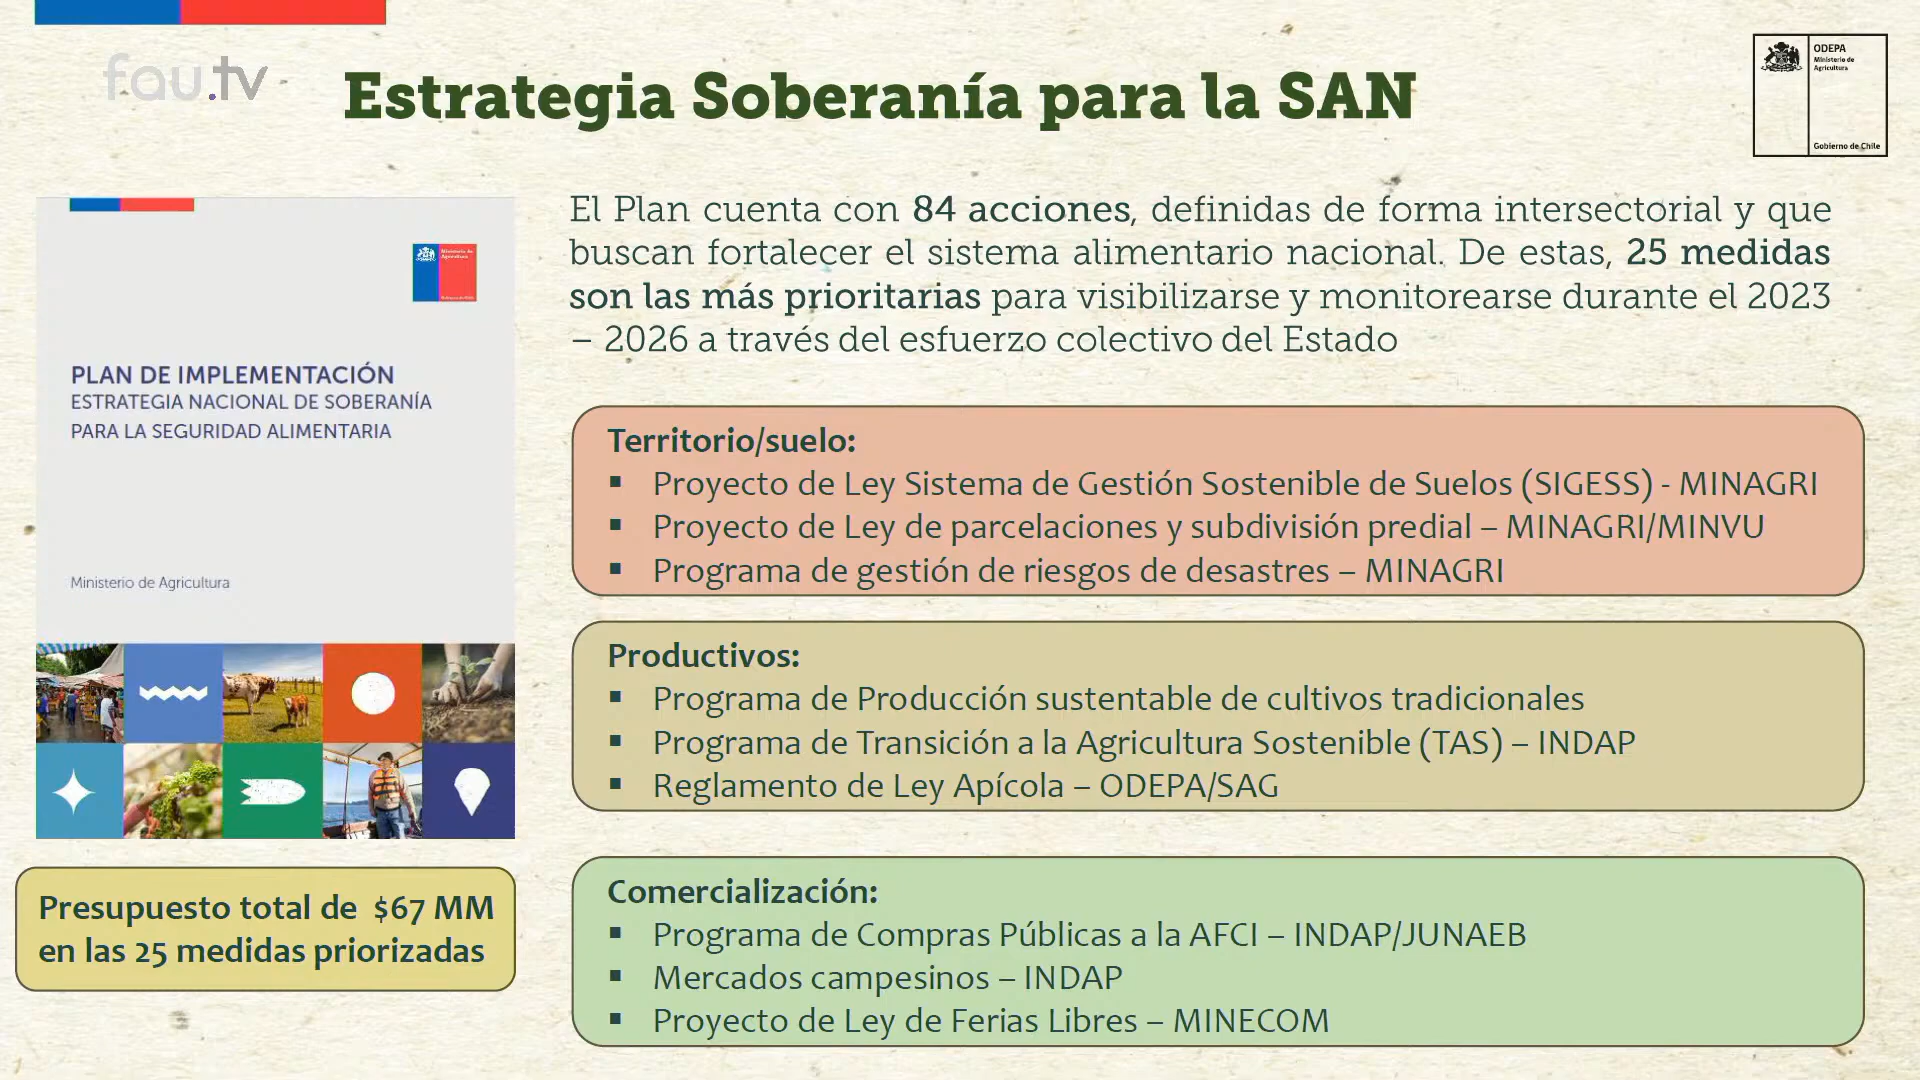 fau.tv
Estrategia Soberanía para la SAN
ODEPA
Ministerio de
Agricultura
Gobierno de Chile
Ministerio de
Agricultura
PLAN DE IMPLEMENTACIÓN
ESTRATEGIA NACIONAL DE SOBERANÍA
PARA LA SEGURIDAD ALIMENTARIA
Ministerio de Agricultura
Presupuesto total de $67 MM
en las 25 medidas priorizadas
El Plan cuenta con 84 acciones, definidas de forma intersectorial y que
buscan fortalecer el sistema alimentario nacional. De estas, 25 medidas
son las más prioritarias para visibilizarse y monitorearse durante el 2023
– 2026 a través del esfuerzo colectivo del Estado
Territorio/suelo:
▪ Proyecto de Ley Sistema de Gestión Sostenible de Suelos (SIGESS) - MINAGRI
▪ Proyecto de Ley de parcelaciones y subdivisión predial – MINAGRI/MINVU
▪ Programa de gestión de riesgos de desastres – MINAGRI
Productivos:
▪ Programa de Producción sustentable de cultivos tradicionales
▪ Programa de Transición a la Agricultura Sostenible (TAS) – INDAP
▪ Reglamento de Ley Apícola – ODEPA/SAG
Comercialización:
▪ Programa de Compras Públicas a la AFCI – INDAP/JUNAEB
▪ Mercados campesinos – INDAP
▪ Proyecto de Ley de Ferias Libres – MINECOM